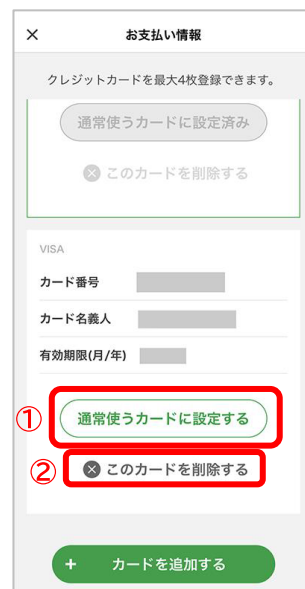 × お支払い情報
クレジットカードを最大4枚登録できます。
通常使うカードに設定済み
このカードを削除する
VISA
カード番号
カード名義人
有効期限(月/年)
① 通常使うカードに設定する
② このカードを削除する
+ カードを追加する